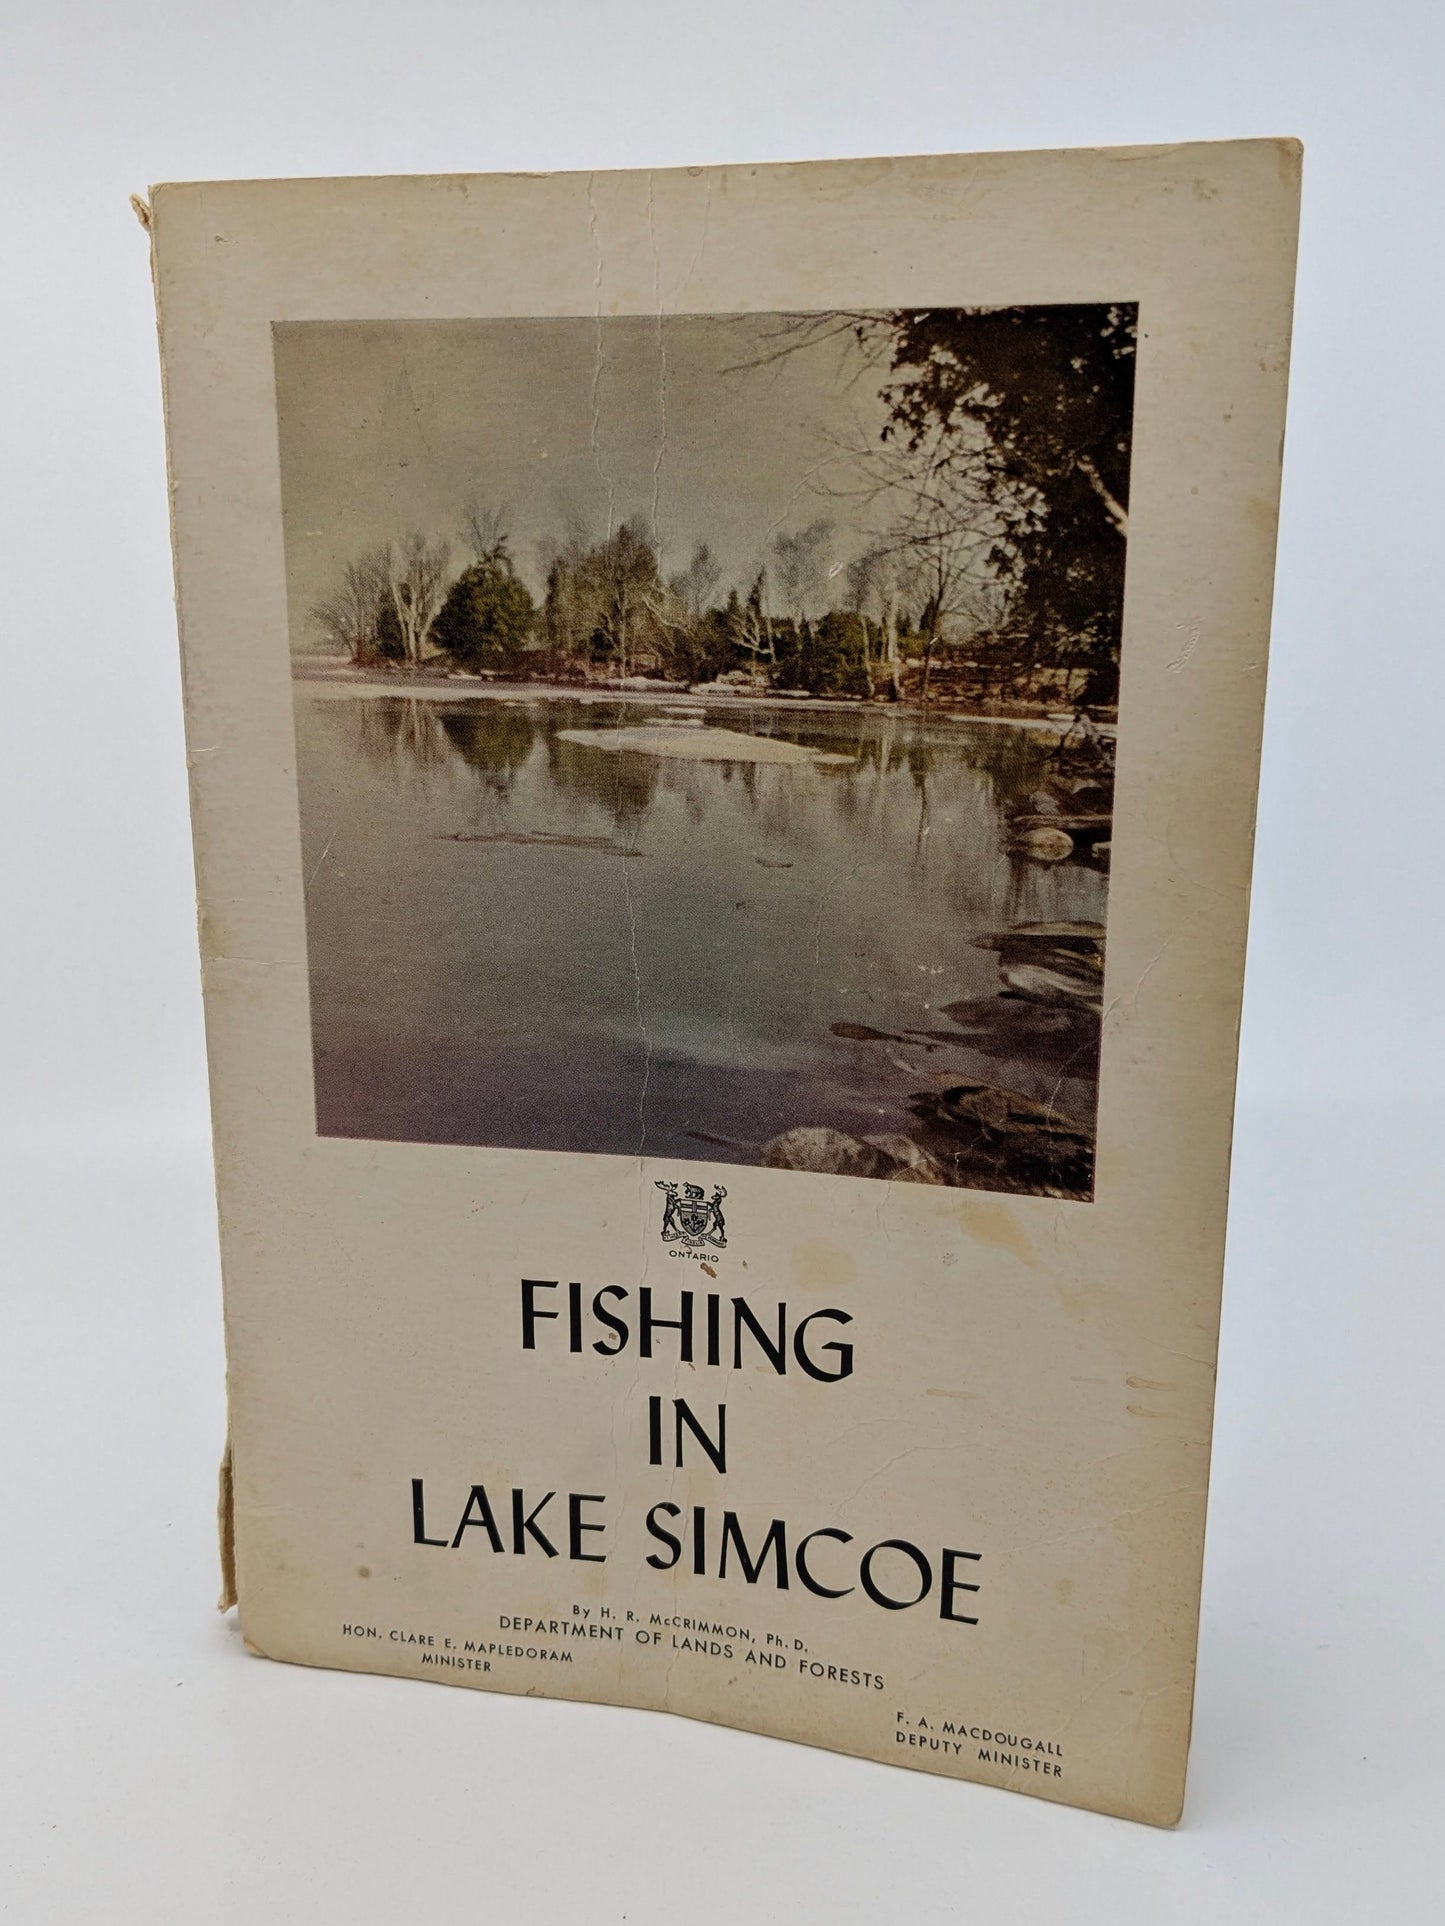 ONTARIO
FISHING
IN
LAKE SIMCOE
By H. R. McCRIMMON, Ph. D.
DEPARTMENT OF LANDS AND FORESTS
HON. CLARE E. MAPLEDORAM
MINISTER
F. A. MACDOUGALL
DEPUTY MINISTER